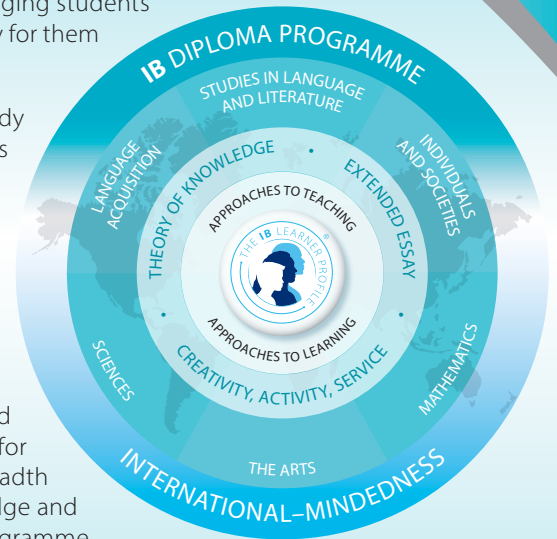 ging students
y for them
dy
s
d
for
adth
dge and
gramme
IB DIPLOMA PROGRAMME
STUDIES IN LANGUAGE
AND LITERATURE
LANGUAGE
ACQUISITION
INDIVIDUALS
AND SOCIETIES
THEORY OF KNOWLEDGE
EXTENDED ESSAY
APPROACHES TO TEACHING
THE IB LEARNER PROFILE ®
APPROACHES TO LEARNING
CREATIVITY, ACTIVITY, SERVICE
SCIENCES
MATHEMATICS
THE ARTS
INTERNATIONAL–MINDEDNESS